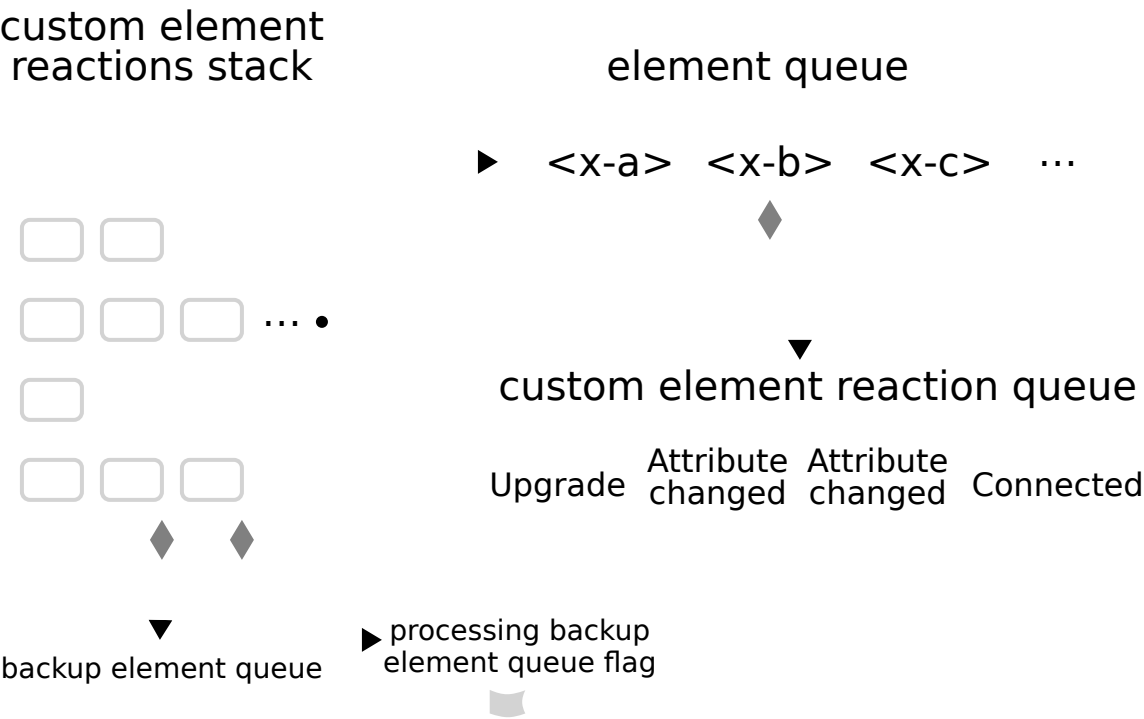 custom element
reactions stack
element queue
<x-a> <x-b> <x-c> ...
...
custom element reaction queue
Upgrade
Attribute
changed
Attribute
changed
Connected
backup element queue
processing backup
element queue flag